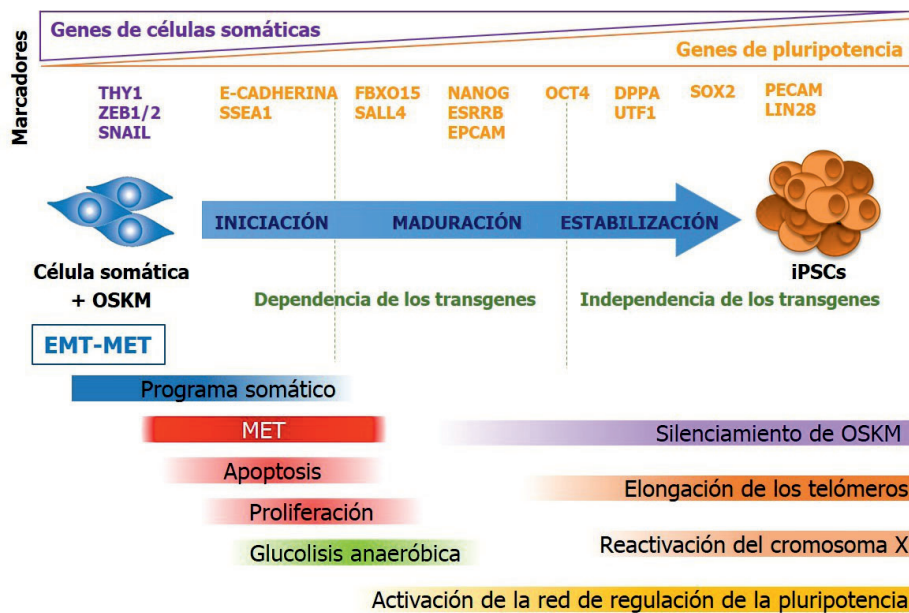 Marcadores
Genes de células somáticas
Genes de pluripotencia
THY1
ZEB1/2
SNAIL
E-CADHERINA
SSEA1
FBXO15
SALL4
NANOG
ESRRB
EPCAM
OCT4
DPPA
UTF1
SOX2
PECAM
LIN28
INICIACIÓN
MADURACIÓN
ESTABILIZACIÓN
Célula somática
+ OSKM
iPSCs
Dependencia de los transgenes
Independencia de los transgenes
EMT-MET
Programa somático
MET
Silenciamiento de OSKM
Apoptosis
Elongación de los telómeros
Proliferación
Glucolisis anaeróbica
Reactivación del cromosoma X
Activación de la red de regulación de la pluripotencia